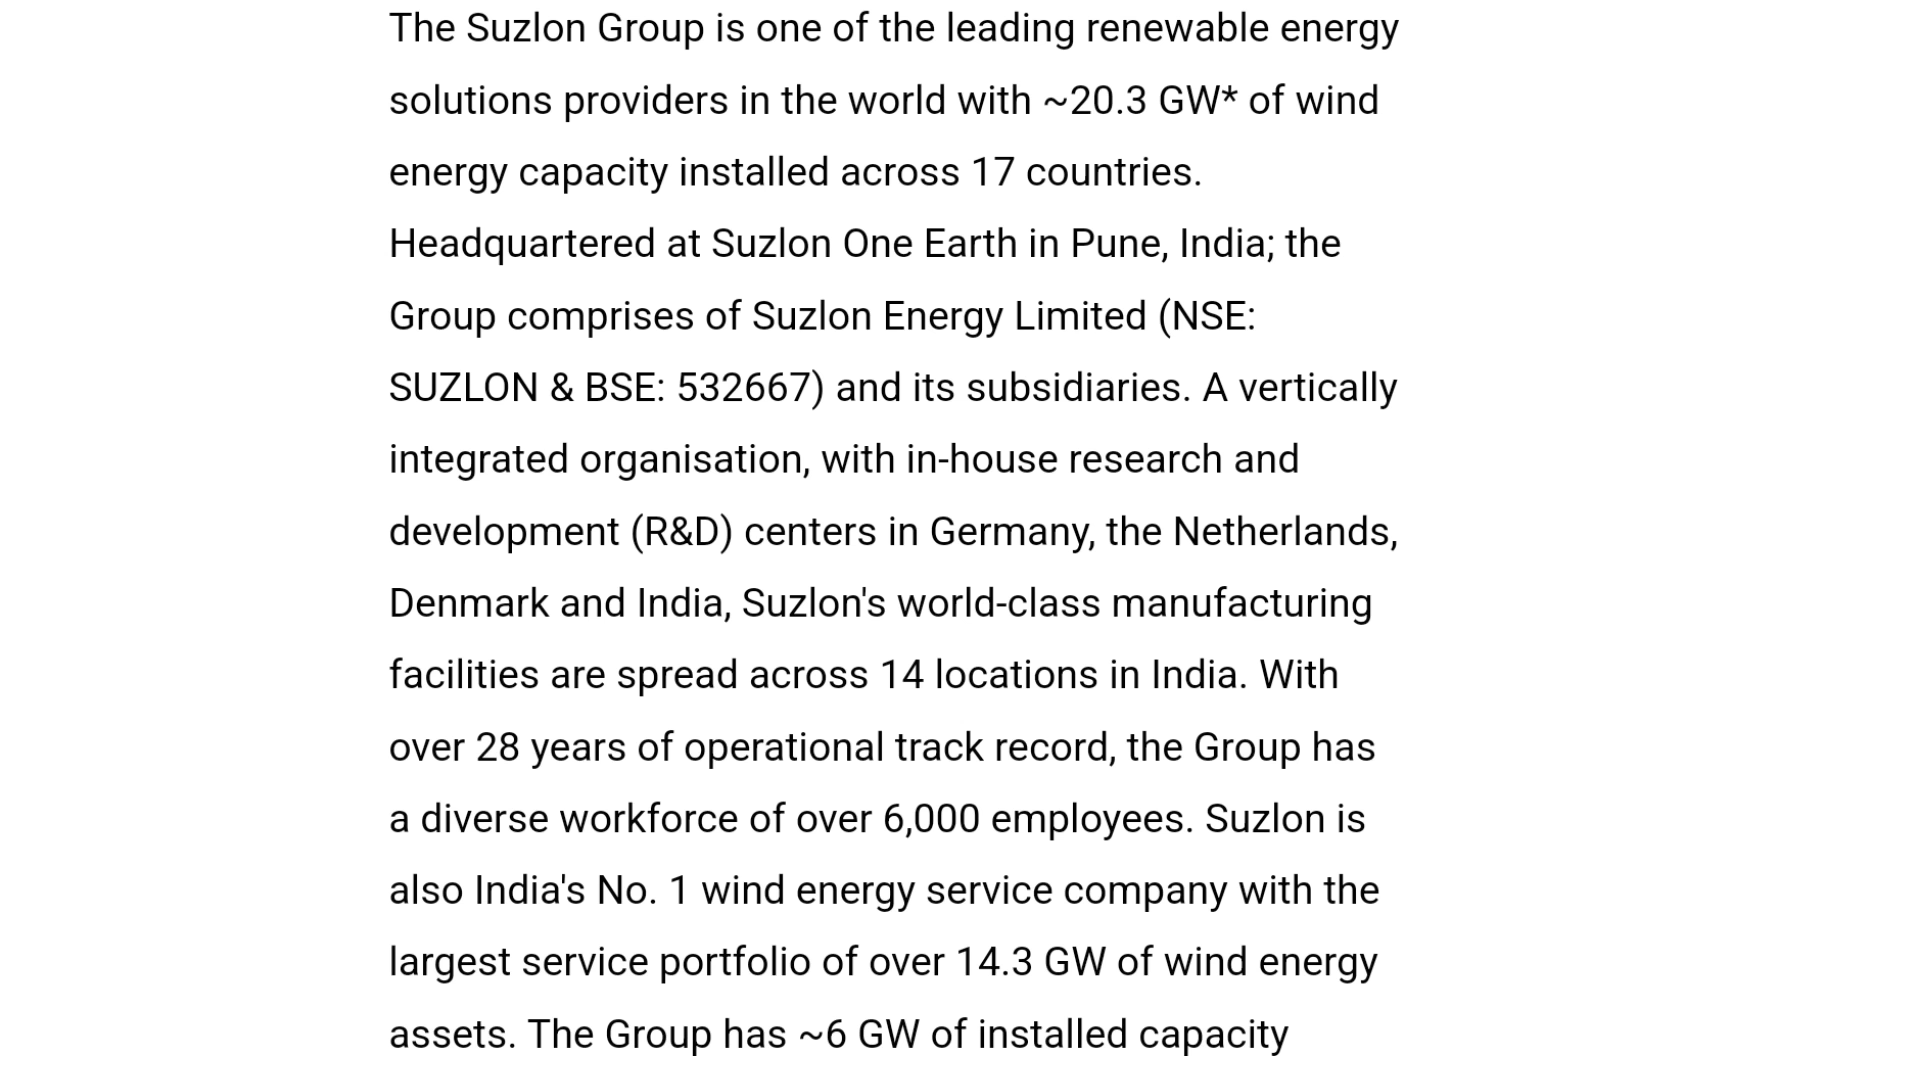 The Suzlon Group is one of the leading renewable energy
solutions providers in the world with ~20.3 GW* of wind
energy capacity installed across 17 countries.
Headquartered at Suzlon One Earth in Pune, India; the
Group comprises of Suzlon Energy Limited (NSE:
SUZLON & BSE: 532667) and its subsidiaries. A vertically
integrated organisation, with in-house research and
development (R&D) centers in Germany, the Netherlands,
Denmark and India, Suzlon's world-class manufacturing
facilities are spread across 14 locations in India. With
over 28 years of operational track record, the Group has
a diverse workforce of over 6,000 employees. Suzlon is
also India's No. 1 wind energy service company with the
largest service portfolio of over 14.3 GW of wind energy
assets. The Group has ~6 GW of installed capacity